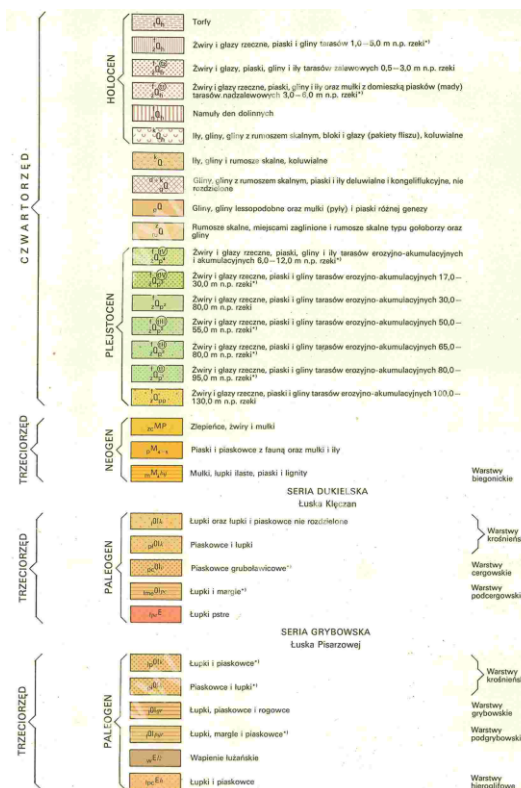 Torfy
Żwiry i głazy rzeczne, piaski i gliny tarasów 1,0–5,0 m n.p. rzeki*)
Żwiry i głazy, piaski, gliny i iły tarasów zalewowych 0,5–3,0 m n.p. rzeki
Żwiry i głazy rzeczne, piaski, gliny i iły oraz mułki z domieszką piasków (mady)
tarasów nadzalewowych 3,0–6,0 m n.p. rzeki*)
Namuły den dolinnych
Iły, gliny, gliny z rumoszem skalnym, bloki i głazy (pakiety fliszu), koluwialne
HOLOCEN
Iły, gliny i rumosze skalne, koluwialne
Gliny, gliny z rumoszem skalnym, piaski i iły deluwialne i kongeliflukcyjne, nie
rozdzielone
Gliny, gliny lessopodobne oraz mułki (pyły) i piaski różnej genezy
Rumosze skalne, miejscami zaglinione i rumosze skalne typu gołoborzy oraz
gliny
CZWARTORZĘD
Żwiry i głazy rzeczne, piaski, gliny i iły tarasów erozyjno-akumulacyjnych
i akumulacyjnych 6,0–12,0 m n.p. rzeki*)
Żwiry i głazy rzeczne, piaski i gliny tarasów erozyjno-akumulacyjnych 17,0–
30,0 m n.p. rzeki*)
Żwiry i głazy rzeczne, piaski i gliny tarasów erozyjno-akumulacyjnych 30,0–
80,0 m n.p. rzeki
Żwiry i głazy rzeczne, piaski i gliny tarasów erozyjno-akumulacyjnych 50,0–
55,0 m n.p. rzeki*)
Żwiry i głazy rzeczne, piaski i gliny tarasów erozyjno-akumulacyjnych 65,0–
80,0 m n.p. rzeki*)
Żwiry i głazy rzeczne, piaski i gliny tarasów erozyjno-akumulacyjnych 80,0–
95,0 m n.p. rzeki*)
Żwiry i głazy rzeczne, piaski i gliny tarasów erozyjno-akumulacyjnych 100,0–
130,0 m n.p. rzeki
PLEJSTOCEN
Zlepieńce, żwiry i mułki
Piaski i piaskowce z fauną oraz mułki i iły
Mułki, łupki ilaste, piaski i lignity
Warstwy
biegonickie
NEOGEN
TRZECIORZĘD
SERIA DUKIELSKA
Łuska Klęczan
Łupki oraz łupki i piaskowce nie rozdzielone
Piaskowce i łupki
Warstwy
krośnieńsk
Piaskowce gruboławicowe*)
Warstwy
cergowskie
Łupki i margle*)
Warstwy
podcergowski
Łupki pstre
PALEOGEN
TRZECIORZĘD
SERIA GRYBOWSKA
Łuska Pisarzowej
Łupki i piaskowce*)
Piaskowce i łupki*)
Warstwy
krośnieńsk
Łupki, piaskowce i rogowce
Warstwy
grybowskie
Łupki, margle i piaskowce*)
Warstwy
podgrybowski
Wapienie łużańskie
Łupki i piaskowce
Warstwy
hieroglifowe
PALEOGEN
TRZECIORZĘD